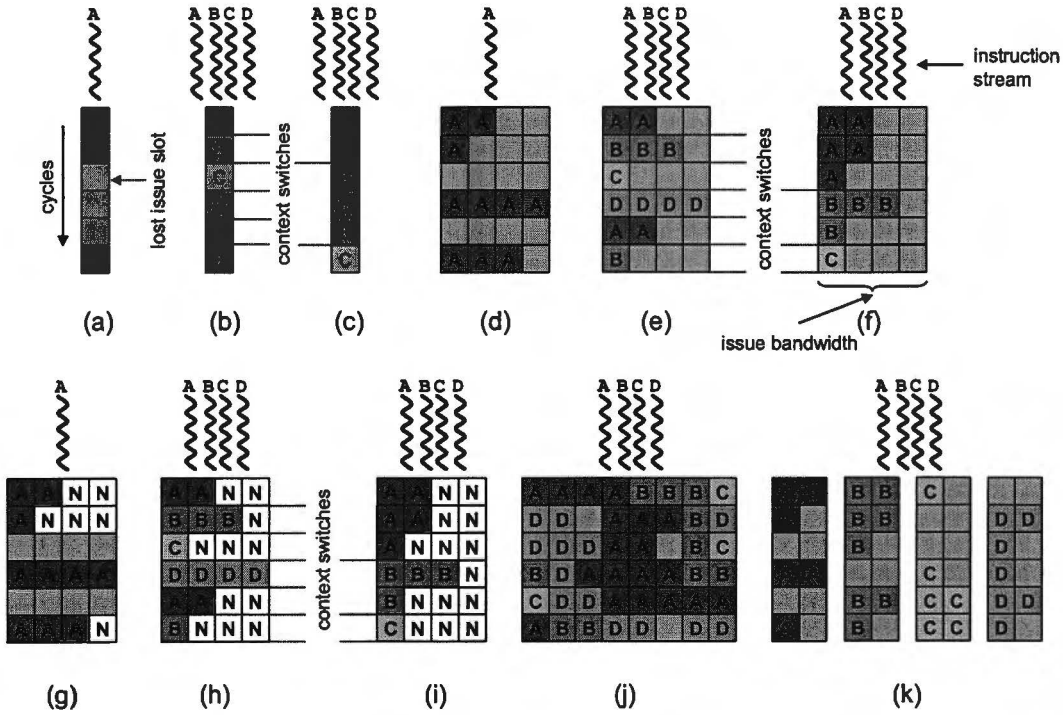 A
A B C D
A B C D
A
A B C D
A B C D
instruction stream
cycles
lost issue slot
C
context switches
C
A A
A
A A A A
A A A
A A
B B B
C
D D D D
A A
B
context switches
A A
A A
A
B B B
B
C
(a)
(b)
(c)
(d)
(e)
(f)
issue bandwidth
A
A B C D
A B C D
A B C D
A B C D
A A N N
A N N N
A A A A
A A A N
A A N N
B B B N
C N N N
D D D D
A A N N
B N N N
context switches
A A N N
A A N N
A N N N
B B B N
B N N N
C N N N
A A A A B B B C
D D A A A B D
D D D A A B C
B D A A A A B B
C D D A A A A A
A B B D D D D
B B
B B
B
B B
B
C
C
C C
C C
D D
D
D
D D
D
(g)
(h)
(i)
(j)
(k)